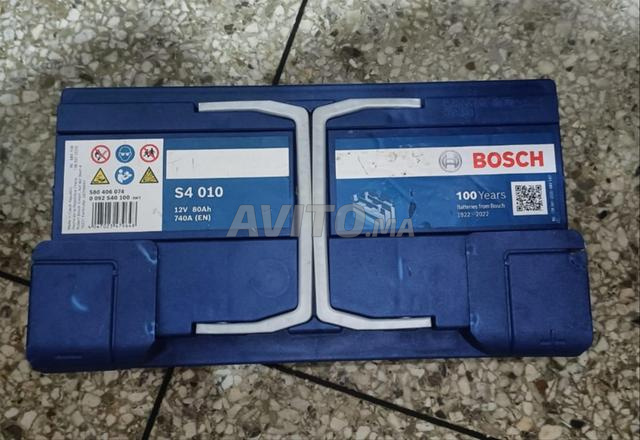 S4 010
12V 80Ah
740A (EN)
580 406 074
0 092 S40 100
BOSCH
100 Years
Batteries from Bosch
1922 - 2022
AVITO.MA